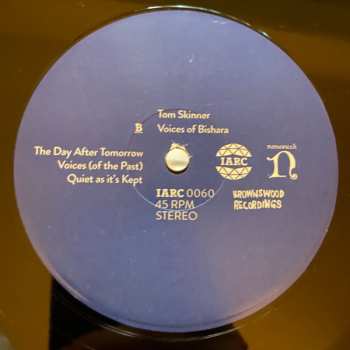 Tom Skinner
B
Voices of Bishara
The Day After Tomorrow
Voices (of the Past)
Quiet as it's Kept
IARC
nonesuch
N
IARC 0060
45 RPM
STEREO
BROWNSWOOD
RECORDINGS